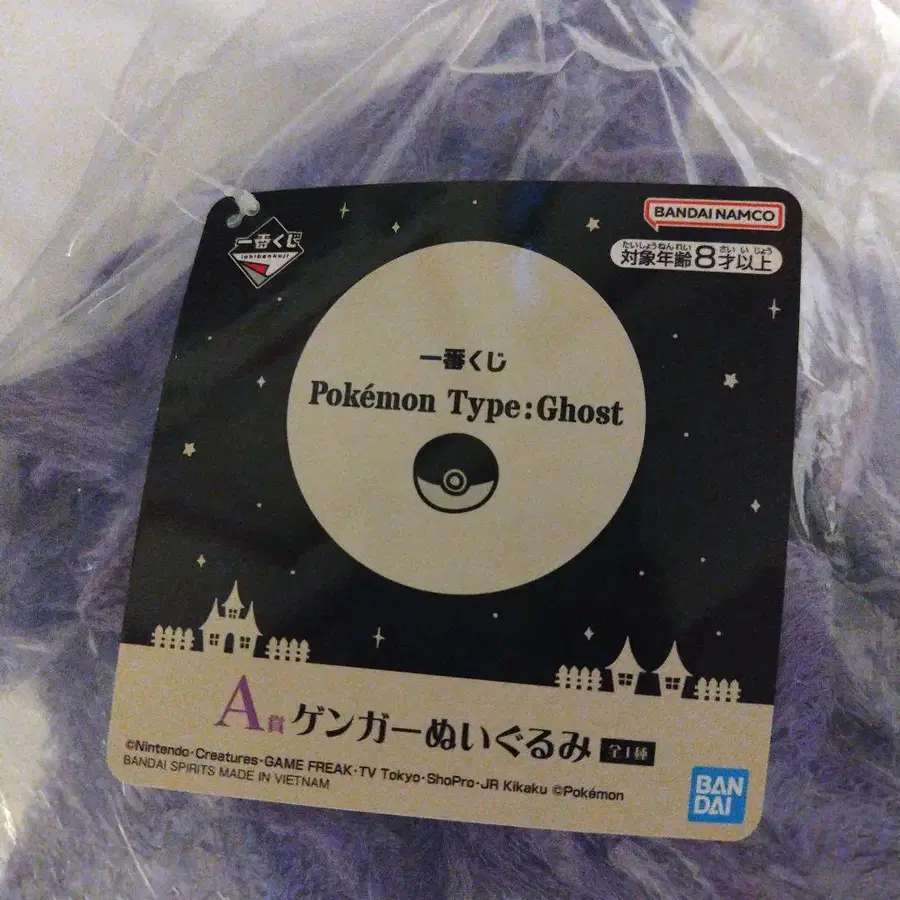 BANDAI NAMCO
一番くじ
ichibankuji
たいしょうねんれい さい い じょう
対象年齢8才以上
一番くじ
Pokémon Type:Ghost
A賞 ゲンガーぬいぐるみ 全1種
©Nintendo・Creatures・GAME FREAK・TV Tokyo・ShoPro・JR Kikaku ©Pokémon
BANDAI SPIRITS MADE IN VIETNAM
BAN
DAI